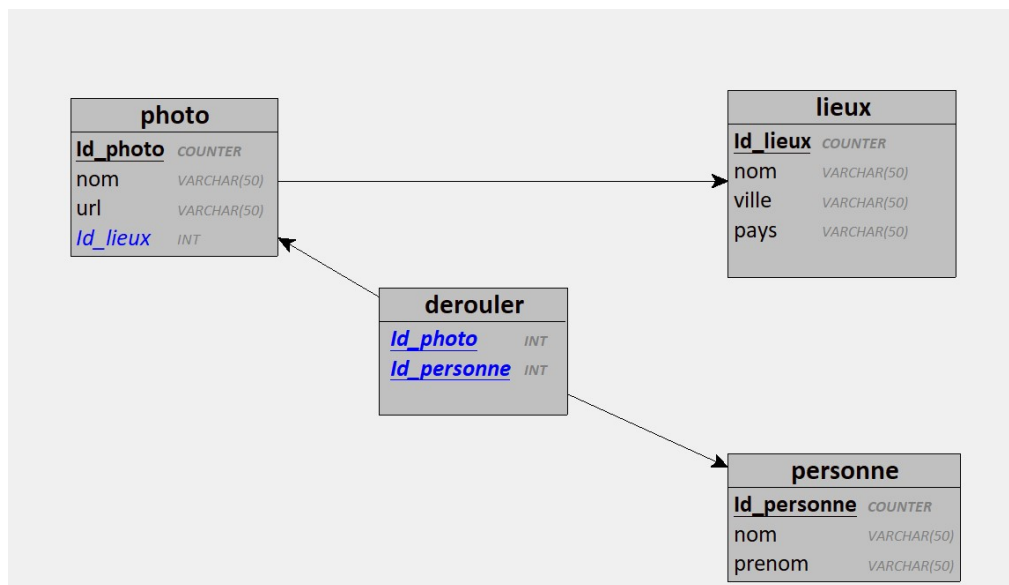 photo
Id_photo COUNTER
nom VARCHAR(50)
url VARCHAR(50)
Id_lieux INT
lieux
Id_lieux COUNTER
nom VARCHAR(50)
ville VARCHAR(50)
pays VARCHAR(50)
derouler
Id_photo INT
Id_personne INT
personne
Id_personne COUNTER
nom VARCHAR(50)
prenom VARCHAR(50)